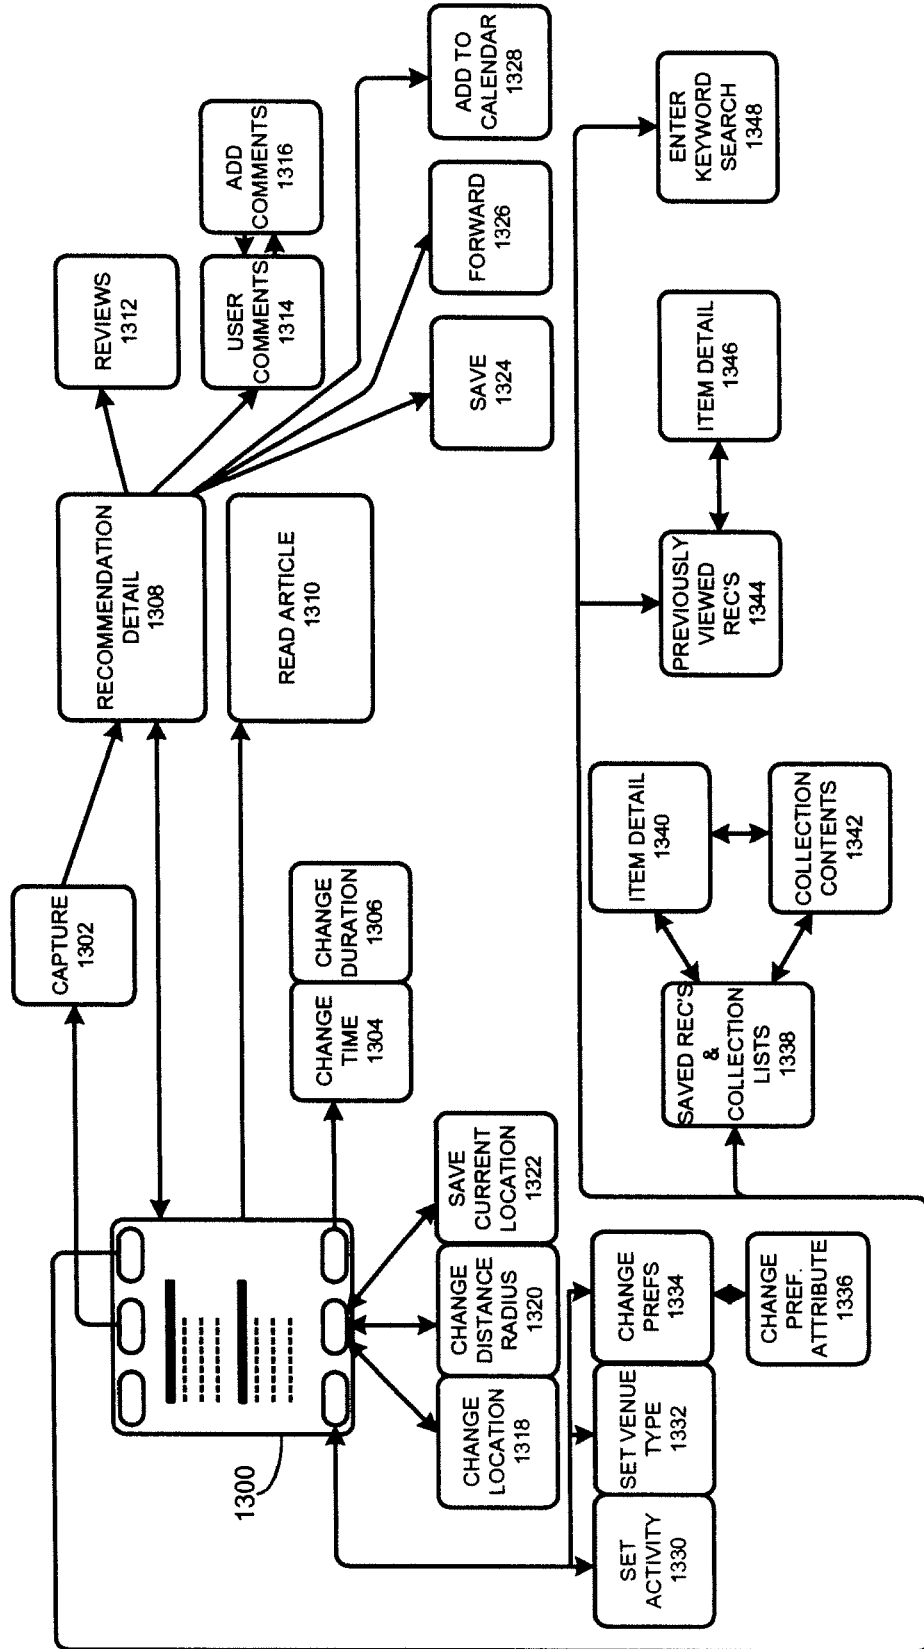 CAPTURE
1302
RECOMMENDATION
DETAIL
1308
REVIEWS
1312
USER
COMMENTS
1314
ADD
COMMENTS
1316
READ ARTICLE
1310
1300
CHANGE
TIME
1304
CHANGE
DURATION
1306
SAVE
1324
FORWARD
1326
ADD TO
CALENDAR
1328
CHANGE
LOCATION
1318
CHANGE
DISTANCE
RADIUS
1320
SAVE
CURRENT
LOCATION
1322
SET
ACTIVITY
1330
SET VENUE
TYPE
1332
CHANGE
PREFS
1334
CHANGE
PREF.
ATTRIBUTE
1336
SAVED REC'S
&
COLLECTION
LISTS
1338
ITEM DETAIL
1340
COLLECTION
CONTENTS
1342
PREVIOUSLY
VIEWED
REC'S
1344
ITEM DETAIL
1346
ENTER
KEYWORD
SEARCH
1348